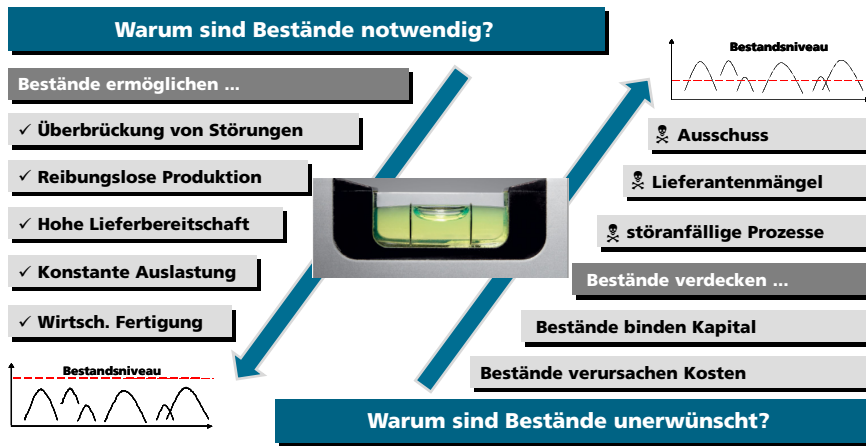 Warum sind Bestände notwendig?
Bestände ermöglichen ...
✓ Überbrückung von Störungen
✓ Reibungslose Produktion
✓ Hohe Lieferbereitschaft
✓ Konstante Auslastung
✓ Wirtsch. Fertigung
Bestandsniveau
Bestandsniveau
☠ Ausschuss
☠ Lieferantenmängel
☠ störanfällige Prozesse
Bestände verdecken ...
Bestände binden Kapital
Bestände verursachen Kosten
Warum sind Bestände unerwünscht?